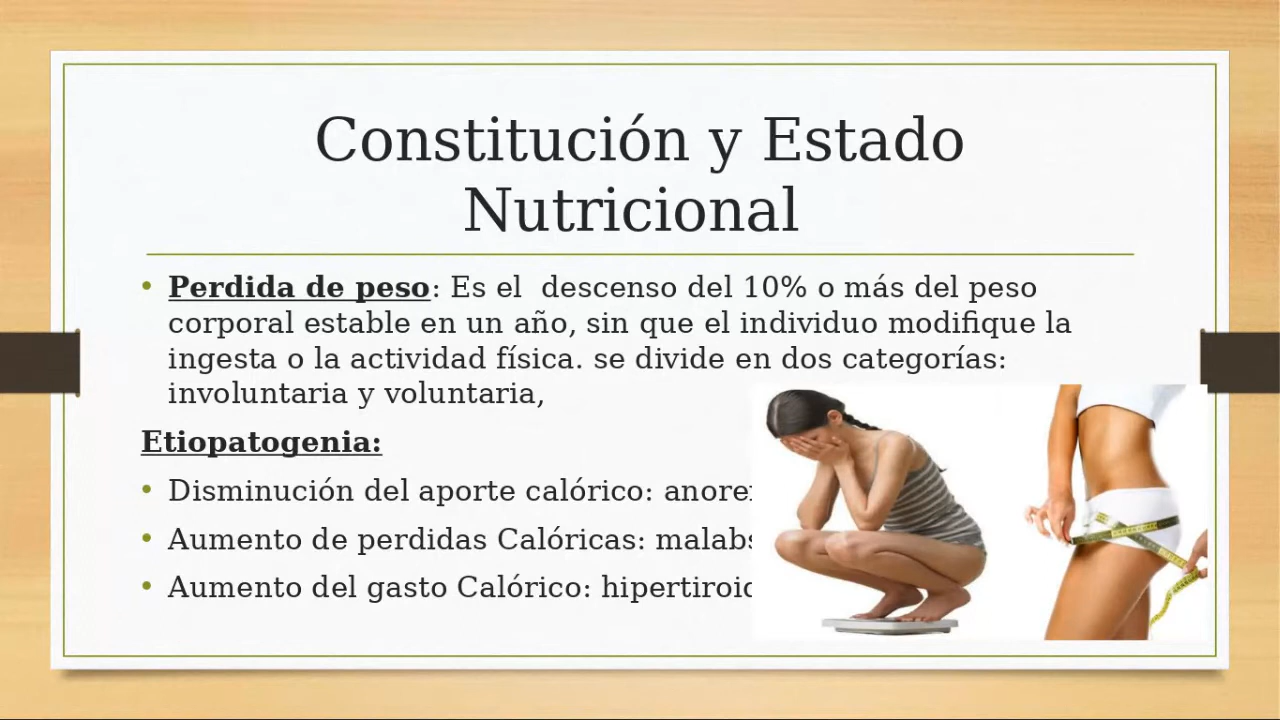 Constitución y Estado
Nutricional
• Perdida de peso: Es el  descenso del 10% o más del peso
corporal estable en un año, sin que el individuo modifique la
ingesta o la actividad física. se divide en dos categorías:
involuntaria y voluntaria,
Etiopatogenia:
• Disminución del aporte calórico:
• Aumento de perdidas Calóricas:
• Aumento del gasto Calórico: